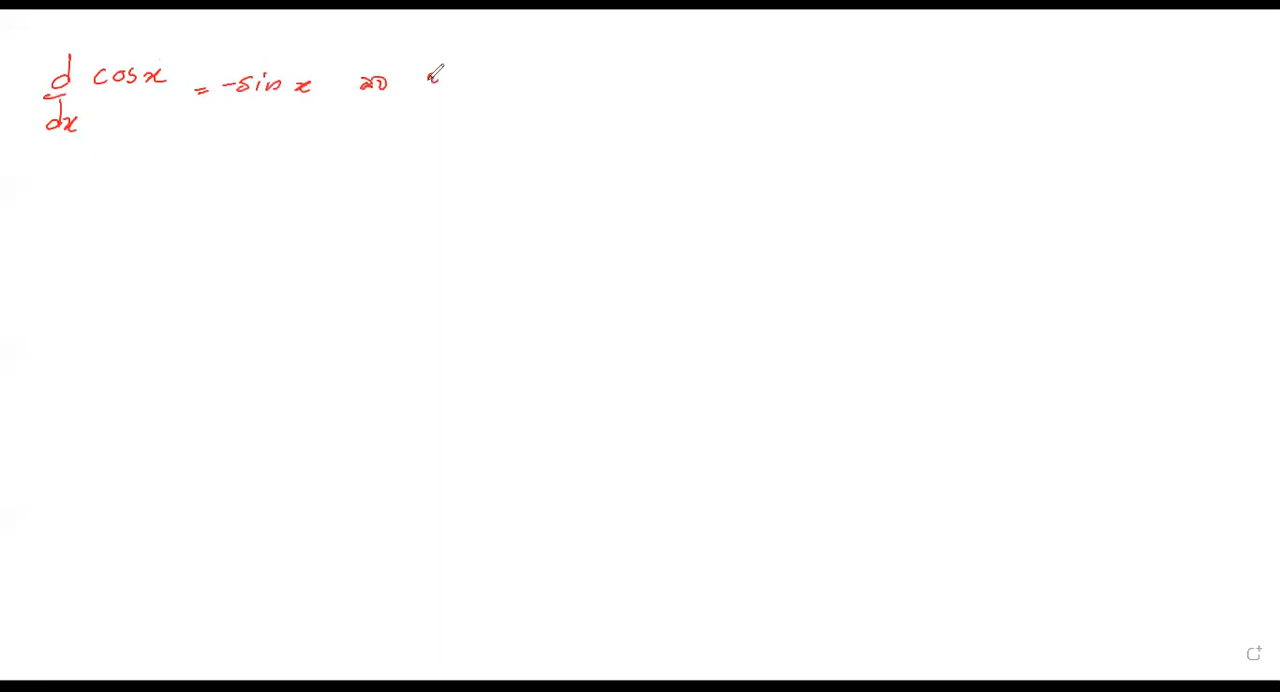 d/dx cos x = -sin x